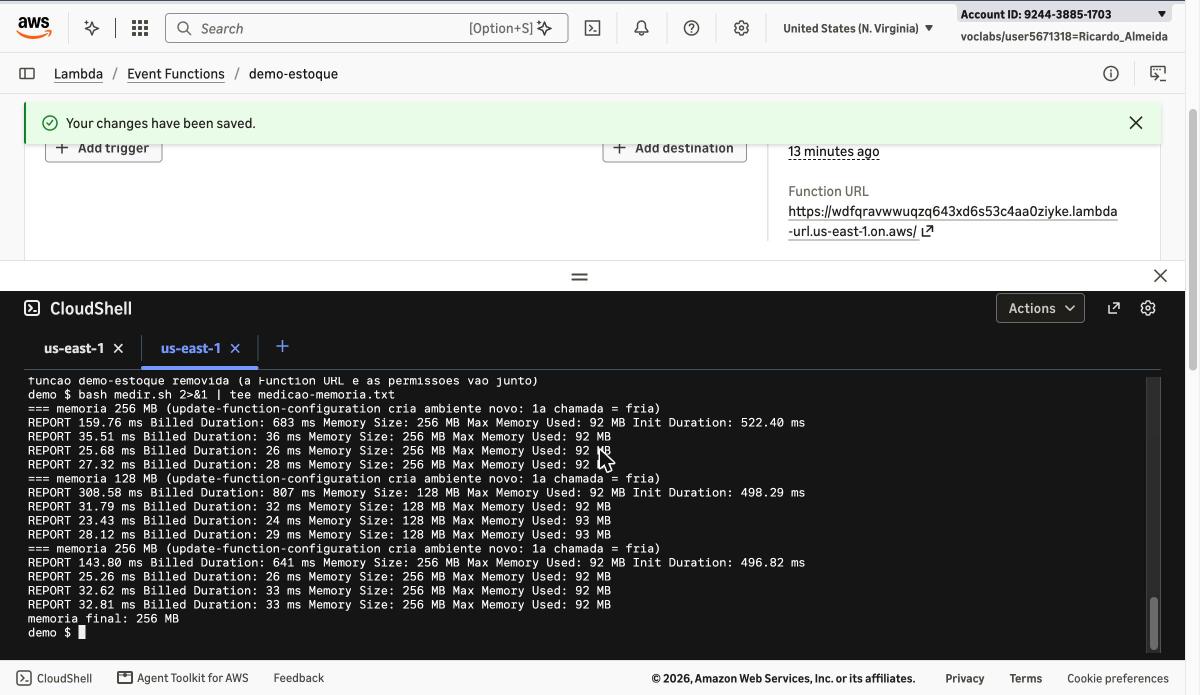 aws
Search
[Option+S]
United States (N. Virginia)
Account ID: 9244-3885-1703
voclabs/user5671318=Ricardo_Almeida
Lambda / Event Functions / demo-estoque
Your changes have been saved.
+ Add trigger
+ Add destination
13 minutes ago
Function URL
https://wdfqravwwuqzq643xd6s53c4aa0ziyke.lambda
-url.us-east-1.on.aws/
CloudShell
Actions
us-east-1
us-east-1
funcao demo-estoque removida (a Function URL e as permissoes vao junto)
demo $ bash medir.sh 2>&1 | tee medicao-memoria.txt
=== memoria 256 MB (update-function-configuration cria ambiente novo: 1a chamada = fria)
REPORT 159.76 ms Billed Duration: 683 ms Memory Size: 256 MB Max Memory Used: 92 MB Init Duration: 522.40 ms
REPORT 35.51 ms Billed Duration: 36 ms Memory Size: 256 MB Max Memory Used: 92 MB
REPORT 25.68 ms Billed Duration: 26 ms Memory Size: 256 MB Max Memory Used: 92 MB
REPORT 27.32 ms Billed Duration: 28 ms Memory Size: 256 MB Max Memory Used: 92
=== memoria 128 MB (update-function-configuration cria ambiente novo: 1a chamada = fria)
REPORT 308.58 ms Billed Duration: 807 ms Memory Size: 128 MB Max Memory Used: 92 MB Init Duration: 498.29 ms
REPORT 31.79 ms Billed Duration: 32 ms Memory Size: 128 MB Max Memory Used: 92 MB
REPORT 23.43 ms Billed Duration: 24 ms Memory Size: 128 MB Max Memory Used: 93 MB
REPORT 28.12 ms Billed Duration: 29 ms Memory Size: 128 MB Max Memory Used: 93 MB
=== memoria 256 MB (update-function-configuration cria ambiente novo: 1a chamada = fria)
REPORT 143.80 ms Billed Duration: 641 ms Memory Size: 256 MB Max Memory Used: 92 MB Init Duration: 496.82 ms
REPORT 25.26 ms Billed Duration: 26 ms Memory Size: 256 MB Max Memory Used: 92 MB
REPORT 32.62 ms Billed Duration: 33 ms Memory Size: 256 MB Max Memory Used: 92 MB
REPORT 32.81 ms Billed Duration: 33 ms Memory Size: 256 MB Max Memory Used: 92 MB
memoria final: 256 MB
demo $
CloudShell
Agent Toolkit for AWS
Feedback
© 2026, Amazon Web Services, Inc. or its affiliates.
Privacy
Terms
Cookie preferences